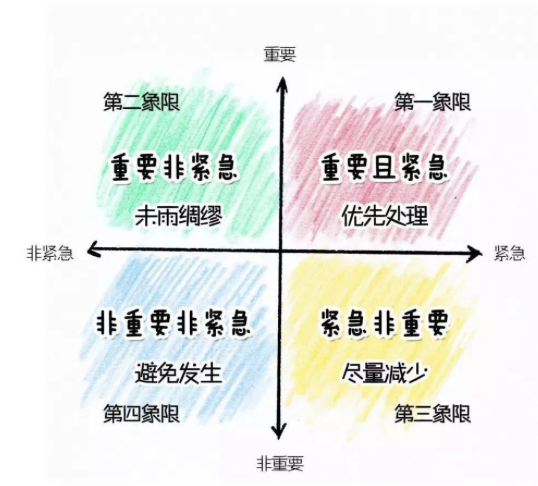 重要
第二象限
第一象限
重要非紧急
重要且紧急
未雨绸缪
优先处理
非紧急
紧急
非重要非紧急
紧急非重要
避免发生
尽量减少
第四象限
第三象限
非重要